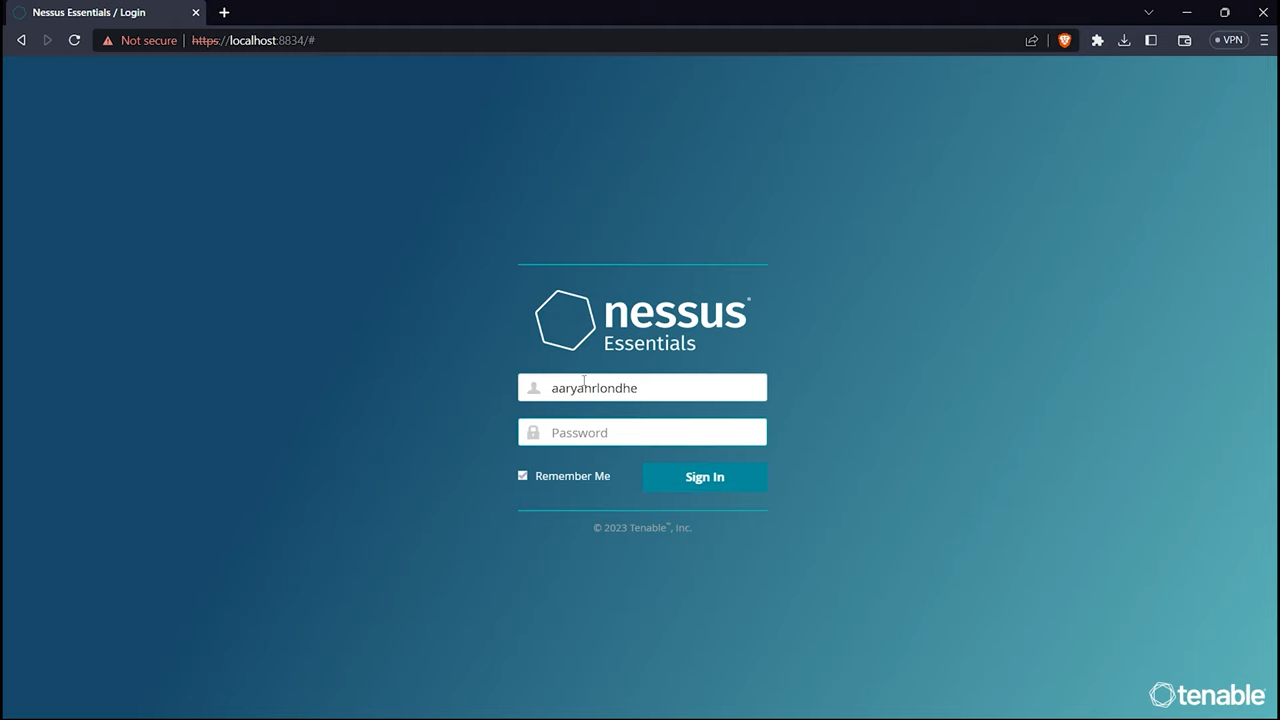 Nessus Essentials / Login
Not secure
https://localhost:8834/#
VPN
nessus®
Essentials
aaryanrlondhe
Password
Remember Me
Sign In
© 2023 Tenable™, Inc.
tenable